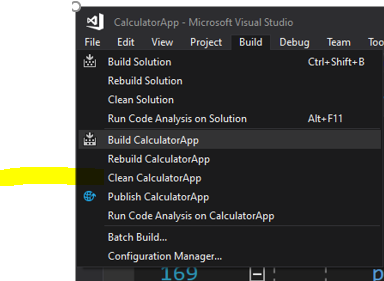 CalculatorApp - Microsoft Visual Studio
File Edit View Project Build Debug Team Too
Build Solution Ctrl+Shift+B
Rebuild Solution
Clean Solution
Run Code Analysis on Solution Alt+F11
Build CalculatorApp
Rebuild CalculatorApp
Clean CalculatorApp
Publish CalculatorApp
Run Code Analysis on CalculatorApp
Batch Build...
Configuration Manager...
169 p